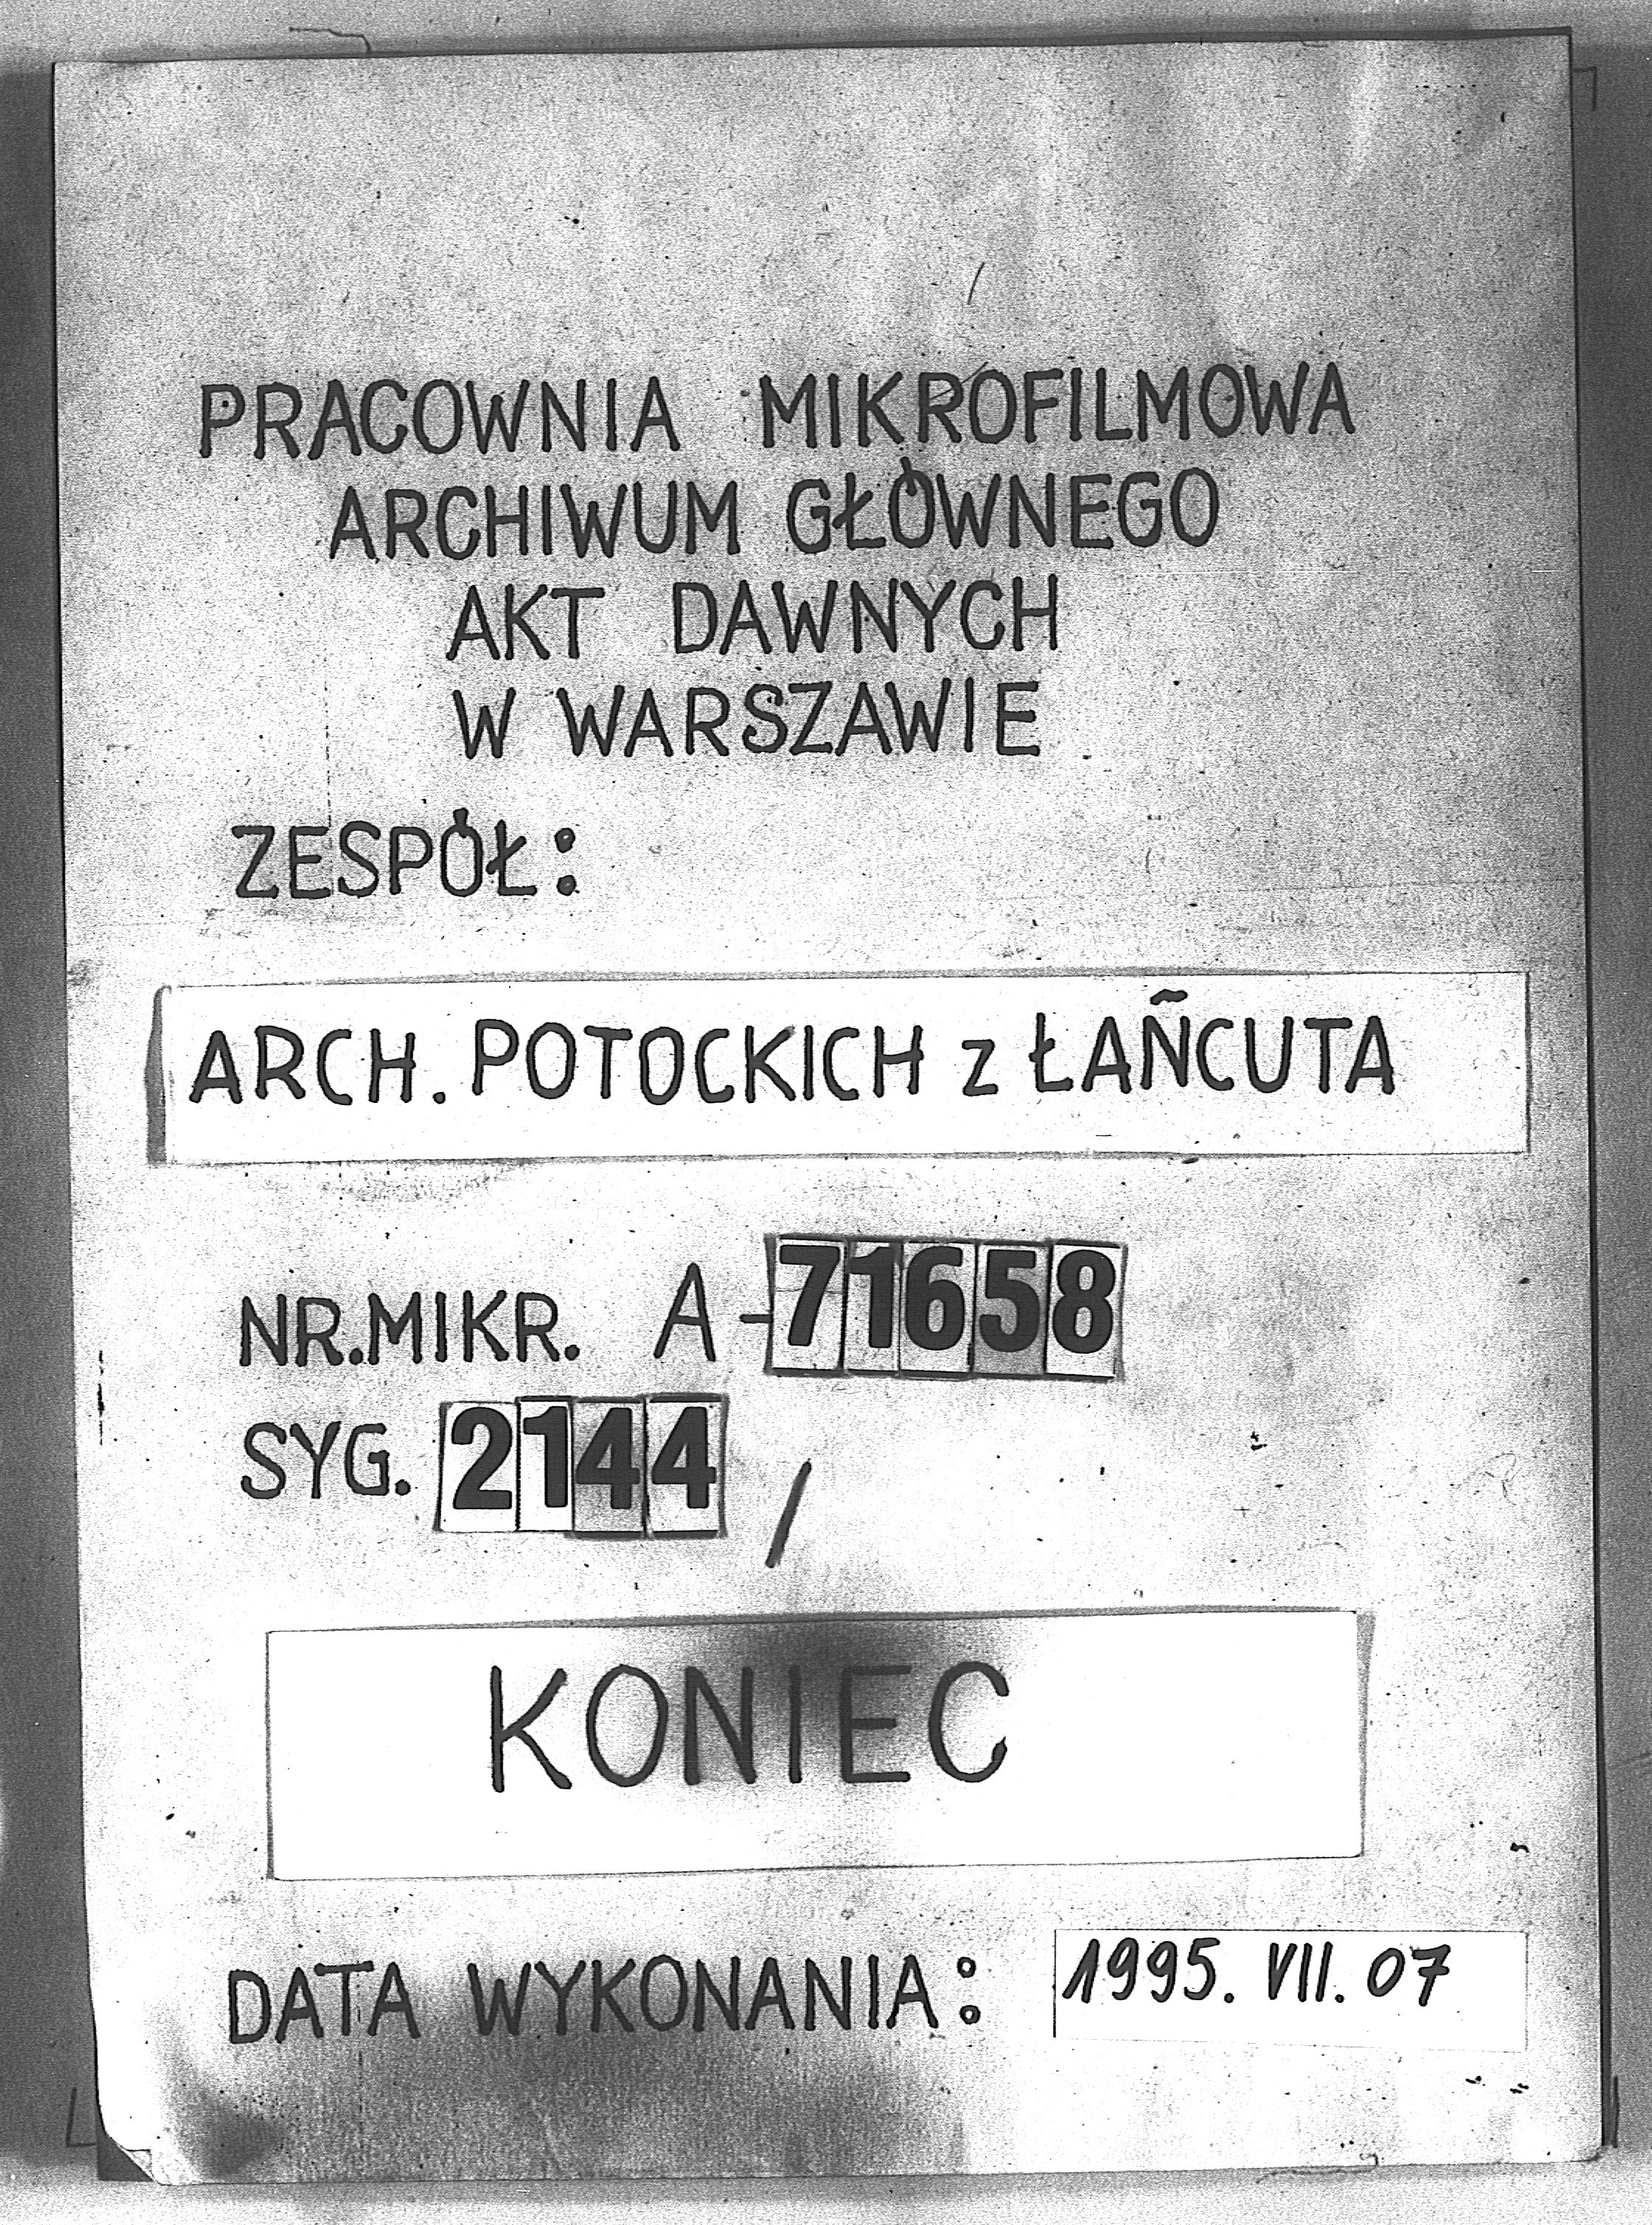 PRACOWNIA MIKROFILMOWA
ARCHIWUM GŁÓWNEGO
AKT DAWNYCH
W WARSZAWIE
ZESPÓŁ:
ARCH. POTOCKICH z ŁAŃCUTA
NR. MIKR. A-71658
SYG. 2144 /
KONIEC
DATA WYKONANIA: 1995. VII. 07